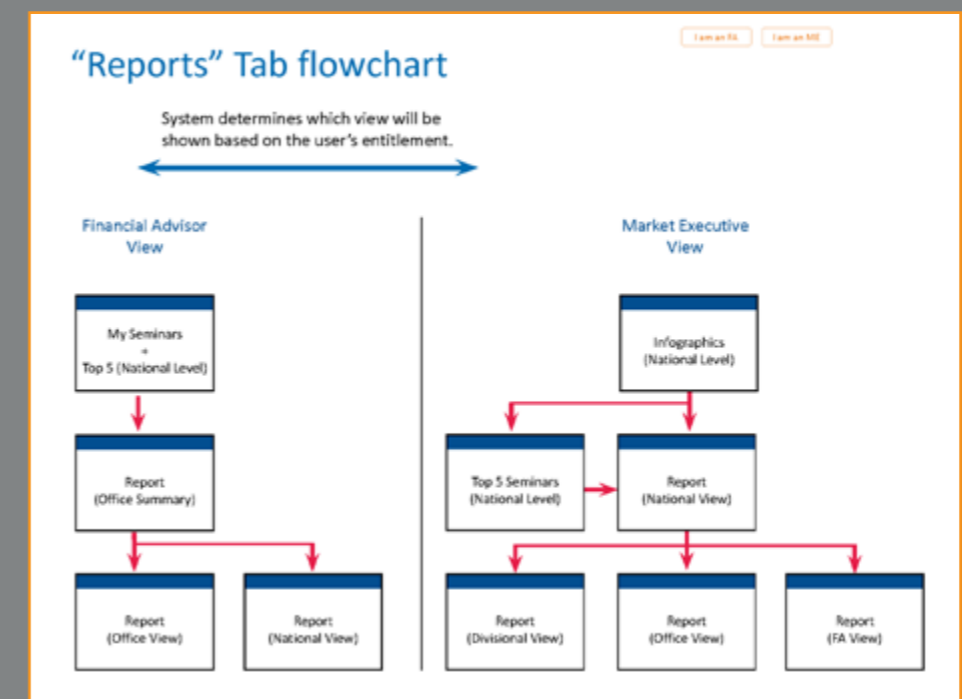 I am an FA
I am an ME
“Reports” Tab flowchart
System determines which view will be
shown based on the user’s entitlement.
Financial Advisor
View
Market Executive
View
My Seminars
+
Top 5 (National Level)
Infographics
(National Level)
Report
(Office Summary)
Top 5 Seminars
(National Level)
Report
(National View)
Report
(Office View)
Report
(National View)
Report
(Divisional View)
Report
(Office View)
Report
(FA View)